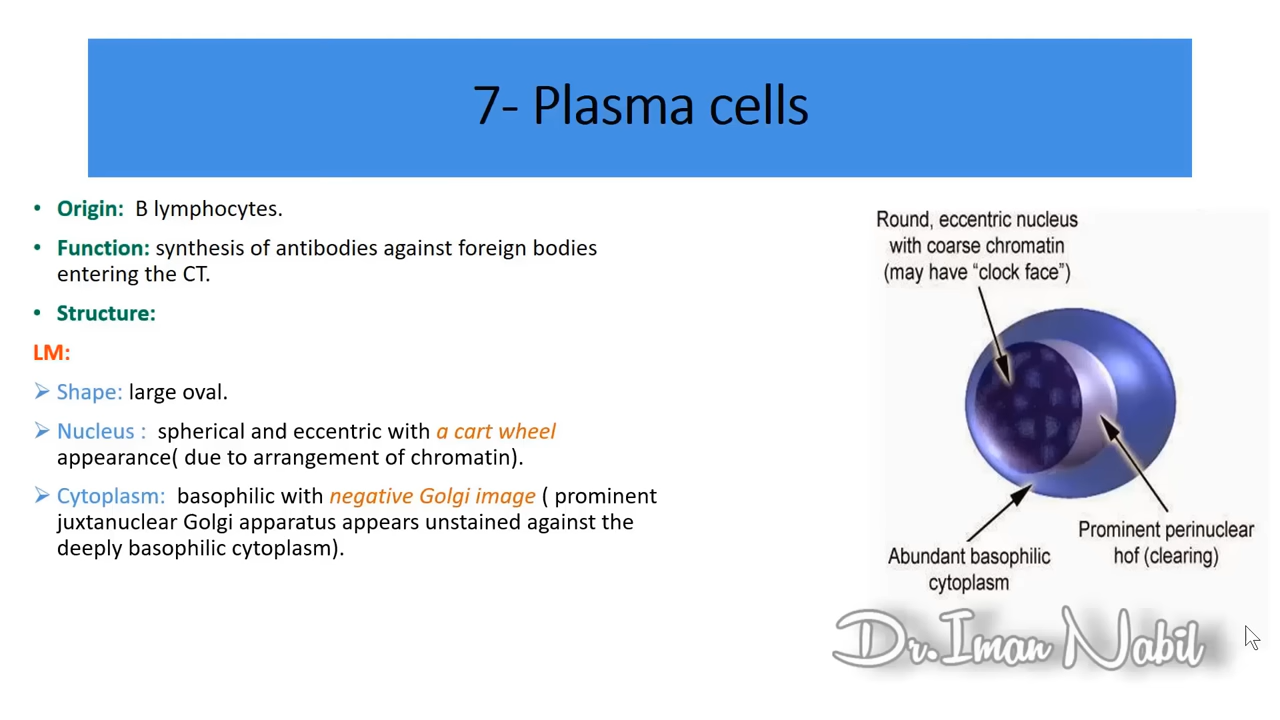 7- Plasma cells
• Origin: B lymphocytes.
• Function: synthesis of antibodies against foreign bodies
entering the CT.
• Structure:
LM:
➢ Shape: large oval.
➢ Nucleus : spherical and eccentric with a cart wheel
appearance( due to arrangement of chromatin).
➢ Cytoplasm: basophilic with negative Golgi image ( prominent
juxtanuclear Golgi apparatus appears unstained against the
deeply basophilic cytoplasm).
Round, eccentric nucleus
with coarse chromatin
(may have “clock face”)
Prominent perinuclear
hof (clearing)
Abundant basophilic
cytoplasm
Dr.Iman Nabil